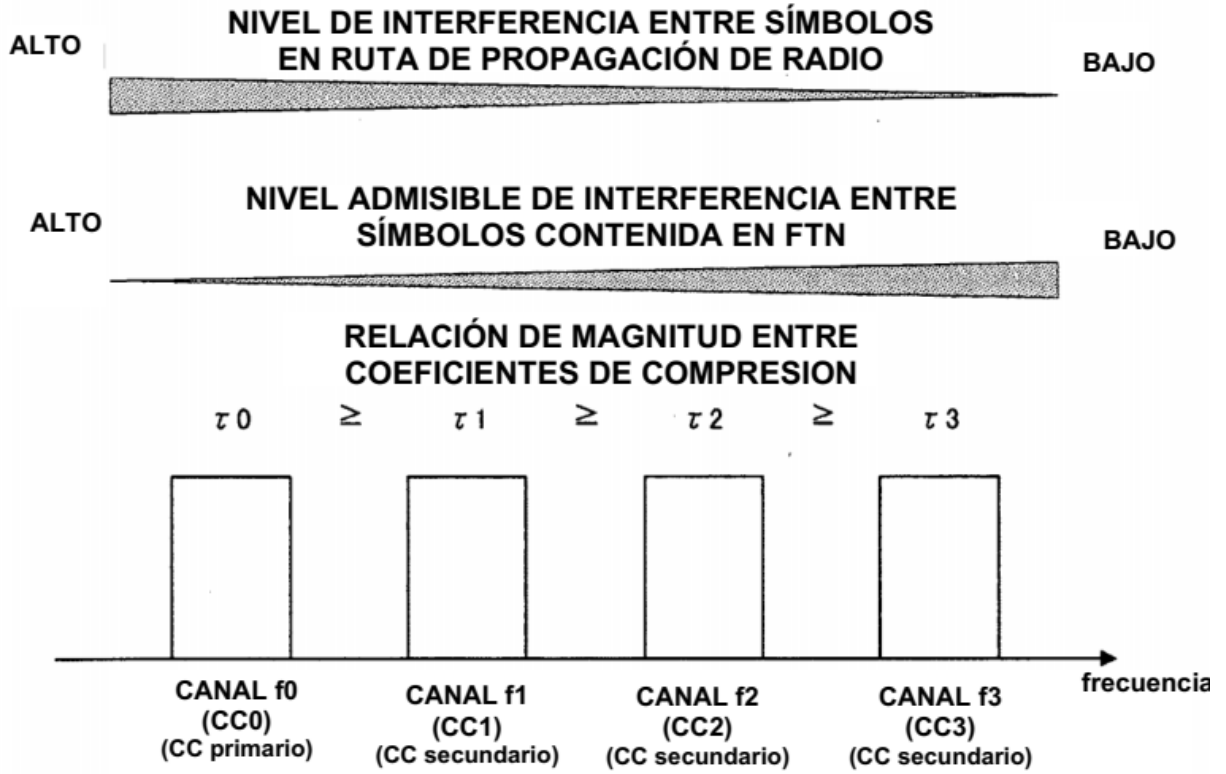 NIVEL DE INTERFERENCIA ENTRE SÍMBOLOS
EN RUTA DE PROPAGACIÓN DE RADIO
ALTO
BAJO
NIVEL ADMISIBLE DE INTERFERENCIA ENTRE
SÍMBOLOS CONTENIDA EN FTN
ALTO
BAJO
RELACIÓN DE MAGNITUD ENTRE
COEFICIENTES DE COMPRESION
τ0 ≥ τ1 ≥ τ2 ≥ τ3
frecuencia
CANAL f0
(CC0)
(CC primario)
CANAL f1
(CC1)
(CC secundario)
CANAL f2
(CC2)
(CC secundario)
CANAL f3
(CC3)
(CC secundario)